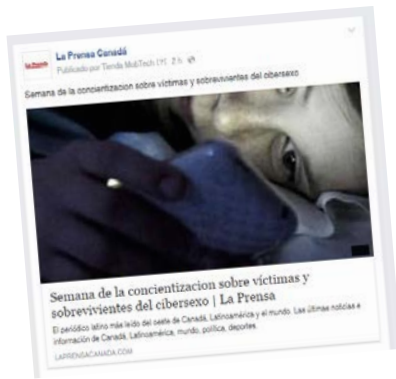 La Prensa Canadá
Publicado por Tienda MultiTech 2 h
Semana de la concientizacion sobre víctimas y sobrevivientes del cibersexo
Semana de la concientizacion sobre víctimas y
sobrevivientes del cibersexo | La Prensa
El periódico latino más leído del oeste de Canadá, Latinoamérica y el mundo. Las últimas noticias e
información de Canadá, Latinoamérica, mundo, política, deportes.
LAPRENSACANADA.COM